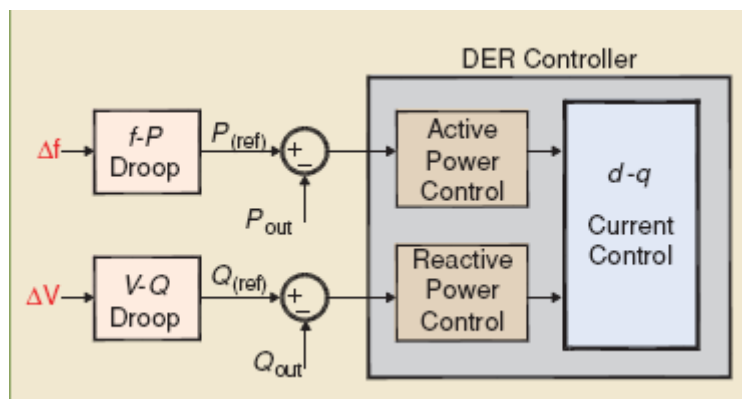 DER Controller
Δf
f-P
Droop
P(ref)
+
−
Pout
Active
Power
Control
d-q
Current
Control
ΔV
V-Q
Droop
Q(ref)
+
−
Qout
Reactive
Power
Control